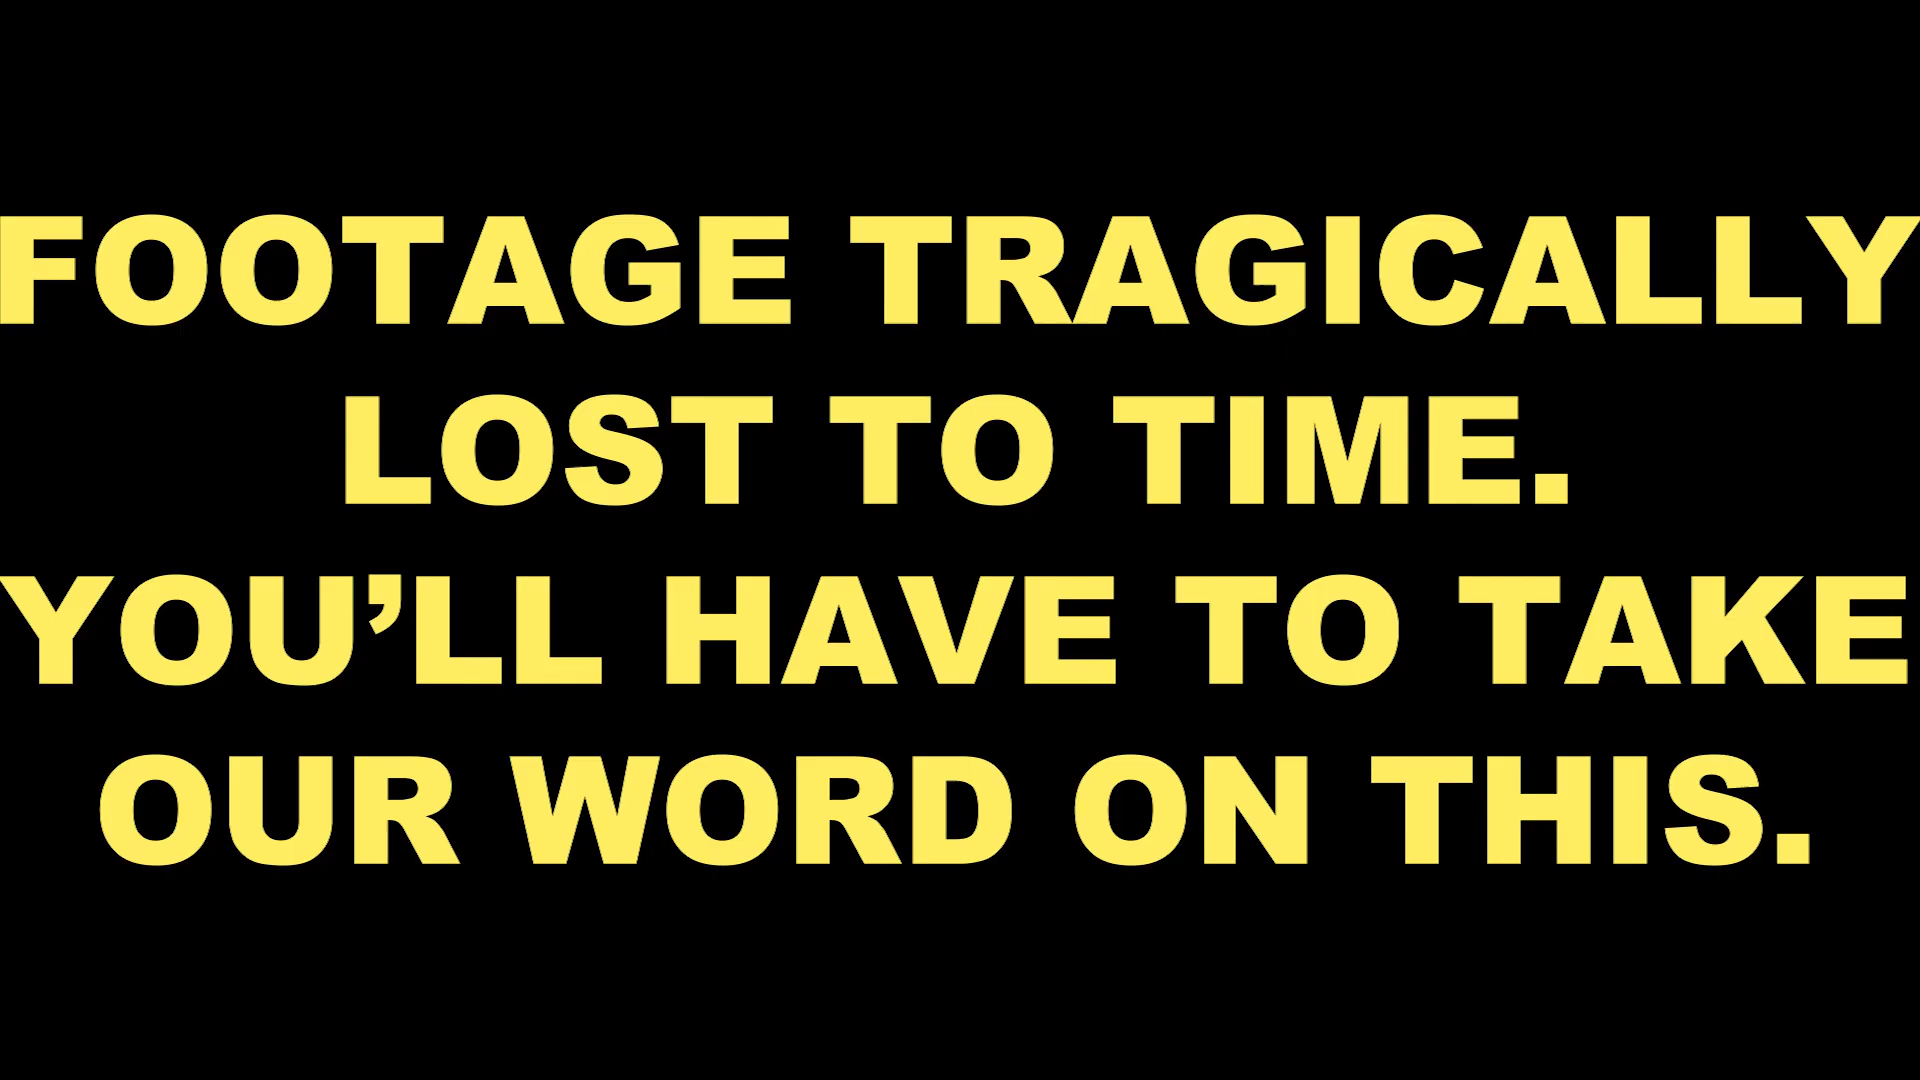 FOOTAGE TRAGICALLY
LOST TO TIME.
YOU’LL HAVE TO TAKE
OUR WORD ON THIS.